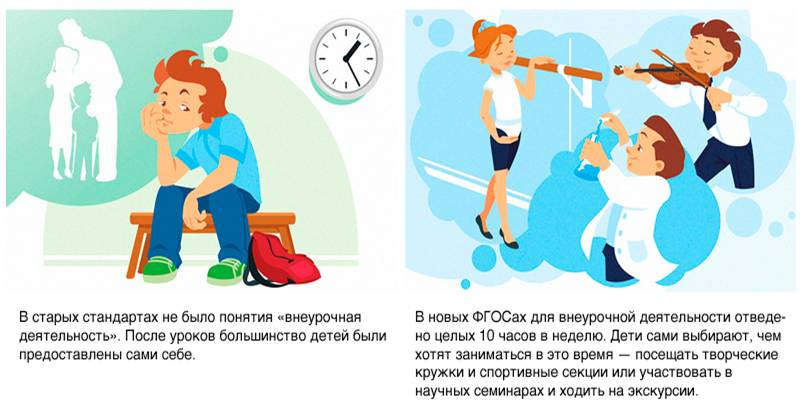 В старых стандартах не было понятия «внеурочная
деятельность». После уроков большинство детей были
предоставлены сами себе.
В новых ФГОСах для внеурочной деятельности отведе-
но целых 10 часов в неделю. Дети сами выбирают, чем
хотят заниматься в это время — посещать творческие
кружки и спортивные секции или участвовать в
научных семинарах и ходить на экскурсии.